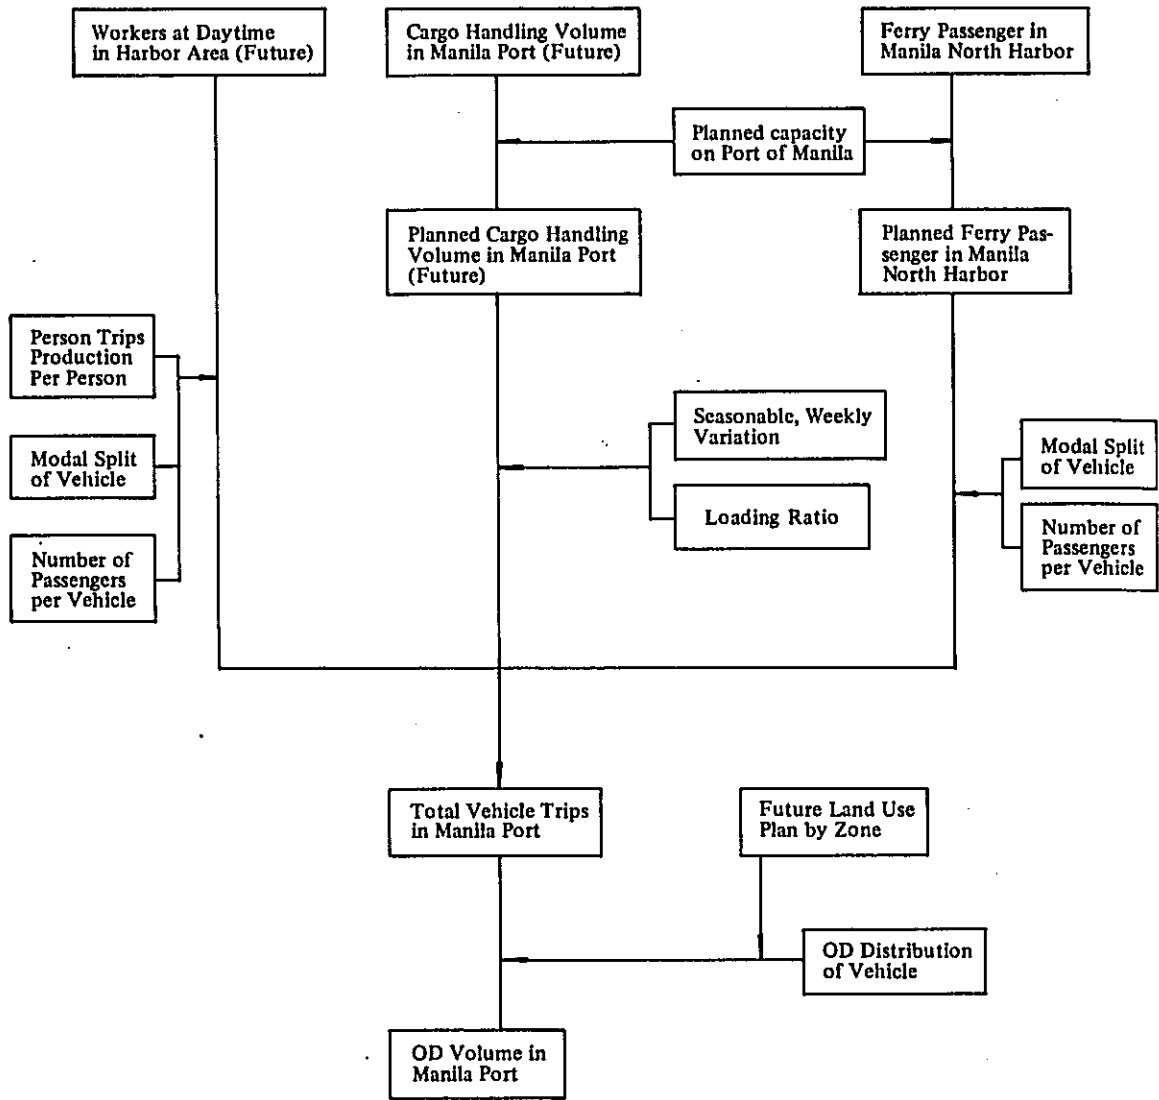 Workers at Daytime
in Harbor Area (Future)
Cargo Handling Volume
in Manila Port (Future)
Ferry Passenger in
Manila North Harbor
Planned capacity
on Port of Manila
Planned Cargo Handling
Volume in Manila Port
(Future)
Planned Ferry Pas-
senger in Manila
North Harbor
Person Trips
Production
Per Person
Modal Split
of Vehicle
Number of
Passengers
per Vehicle
Seasonable, Weekly
Variation
Loading Ratio
Modal Split
of Vehicle
Number of
Passengers
per Vehicle
Total Vehicle Trips
in Manila Port
Future Land Use
Plan by Zone
OD Distribution
of Vehicle
OD Volume in
Manila Port